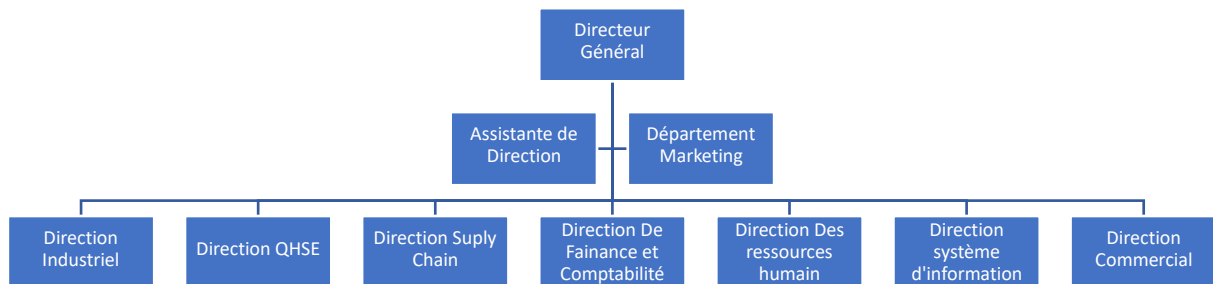 Directeur
Général
Assistante de
Direction
Département
Marketing
Direction
Industriel
Direction QHSE
Direction Suply
Chain
Direction De
Fainance et
Comptabilité
Direction Des
ressources
humain
Direction
système
d'information
Direction
Commercial